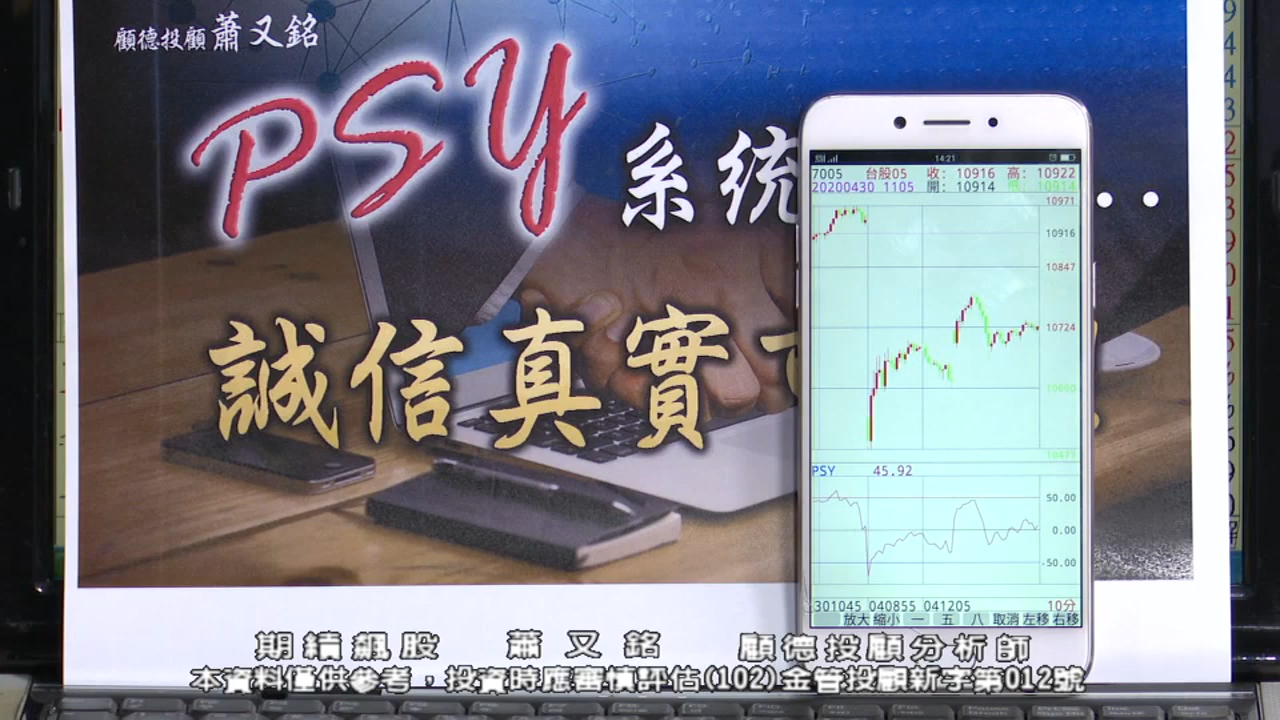 顧德投顧 蕭又銘
PSY 系統
誠信真實
14:21
7005 台股05 收: 10916 高: 10922
20200430 1105 開: 10914 低: 10914
10971
10916
10847
10724
PSY 45.92
50.00
0.00
-50.00
301045 040855 041205 10分
放大 縮小 一 五 八 取消 左移 右移
期績飆股 蕭又銘 顧德投顧分析師
本資料僅供參考，投資時應審慎評估(102)金管投顧新字第012號